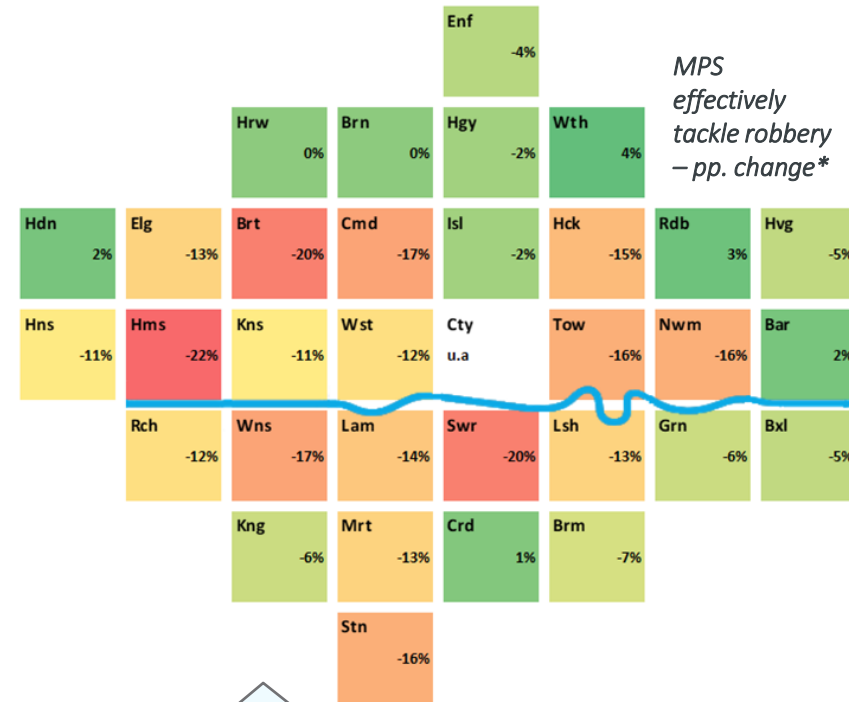 Enf
-4%
MPS
effectively
tackle robbery
– pp. change*
Hrw
0%
Brn
0%
Hgy
-2%
Wth
4%
Hdn
2%
Elg
-13%
Brt
-20%
Cmd
-17%
Isl
-2%
Hck
-15%
Rdb
3%
Hvg
-5%
Hns
-11%
Hms
-22%
Kns
-11%
Wst
-12%
Cty
u.a
Tow
-16%
Nwm
-16%
Bar
2%
Rch
-12%
Wns
-17%
Lam
-14%
Swr
-20%
Lsh
-13%
Grn
-6%
Bxl
-5%
Kng
-6%
Mrt
-13%
Crd
1%
Brm
-7%
Stn
-16%